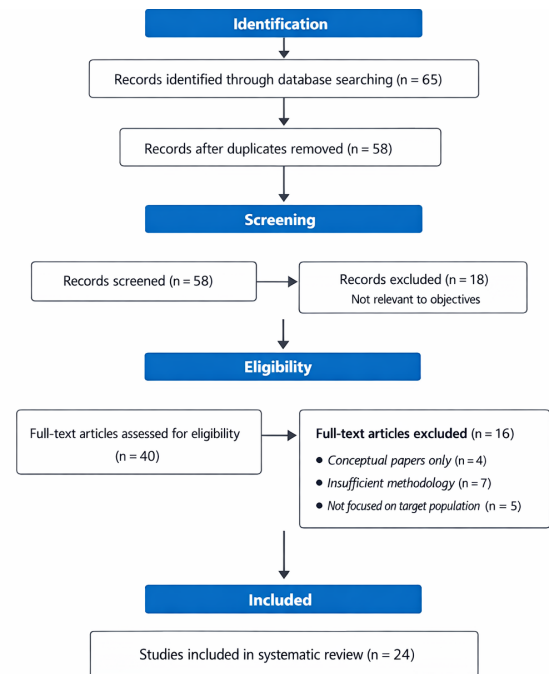 Identification
Records identified through database searching (n = 65)
Records after duplicates removed (n = 58)
Screening
Records screened (n = 58)
Records excluded (n = 18)
Not relevant to objectives
Eligibility
Full-text articles assessed for eligibility
(n = 40)
Full-text articles excluded (n = 16)
• Conceptual papers only (n = 4)
• Insufficient methodology (n = 7)
• Not focused on target population (n = 5)
Included
Studies included in systematic review (n = 24)